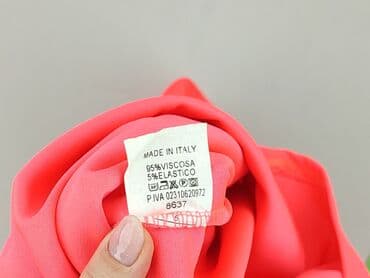 MADE IN ITALY
95%VISCOSA
5%ELASTICO
P.IVA 02310620972
8637